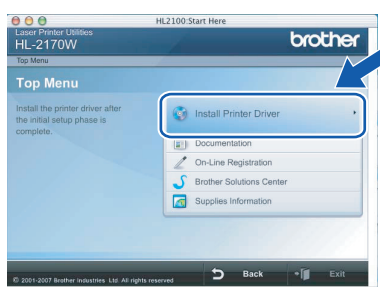 HL2100:Start Here
Laser Printer Utilities
HL-2170W
brother
Top Menu
Top Menu
Install the printer driver after
the initial setup phase is
complete.
Install Printer Driver
Documentation
On-Line Registration
Brother Solutions Center
Supplies Information
© 2001-2007 Brother Industries Ltd. All rights reserved
Back
Exit